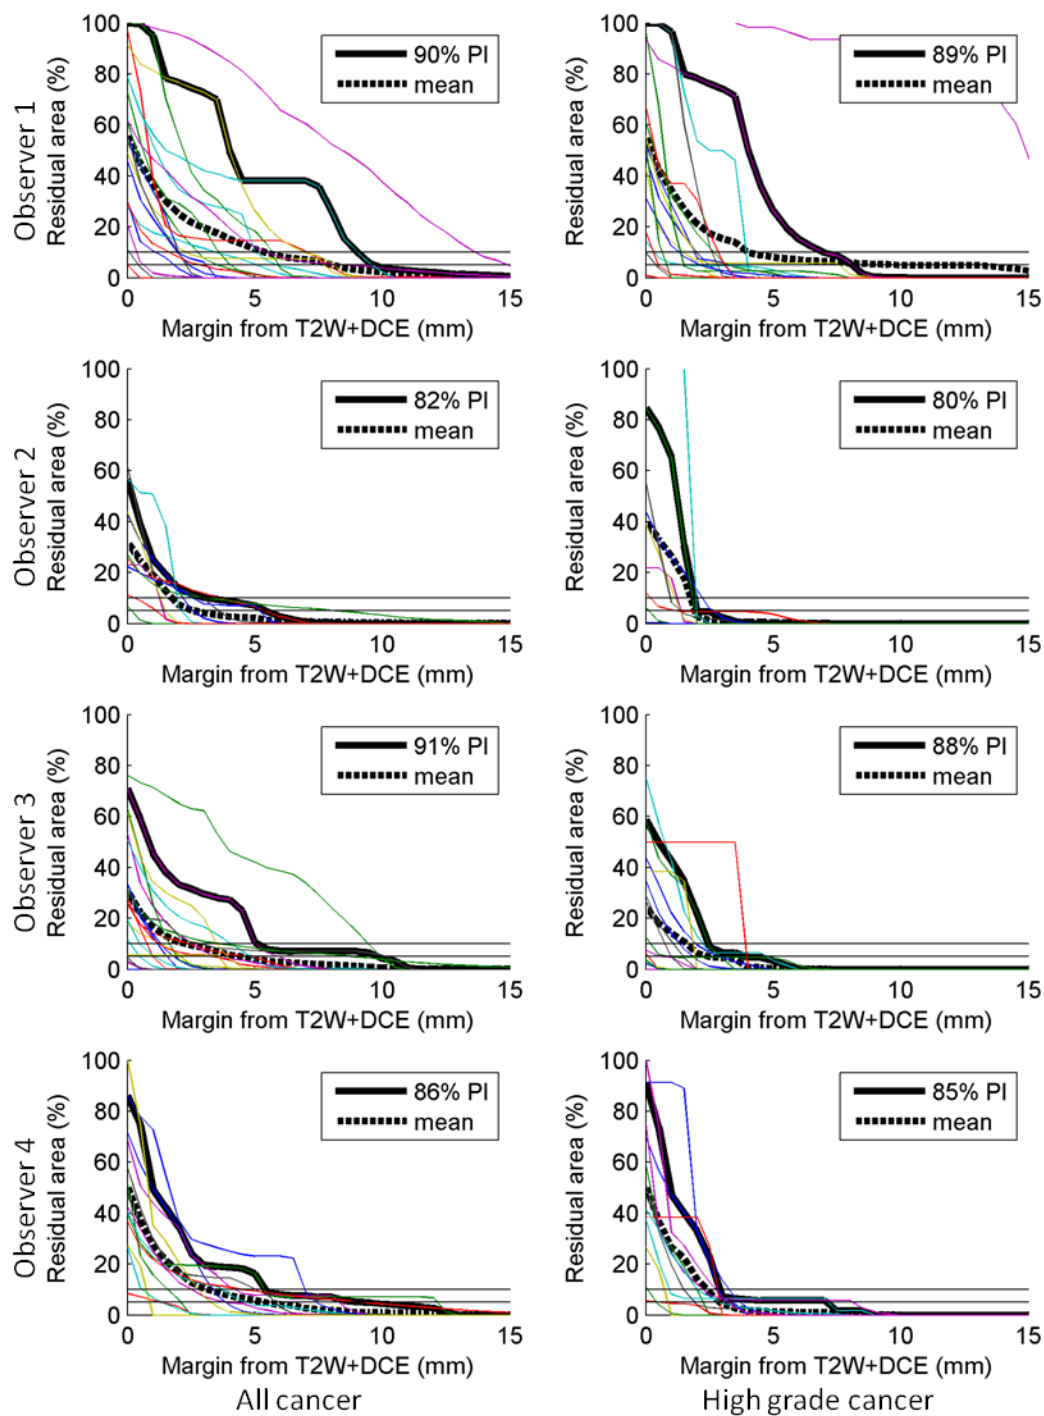 Observer 1
Residual area (%)
100
80
60
40
20
0
90% PI
mean
0 5 10 15
Margin from T2W+DCE (mm)
Residual area (%)
100
80
60
40
20
0
89% PI
mean
0 5 10 15
Margin from T2W+DCE (mm)
Observer 2
Residual area (%)
100
80
60
40
20
0
82% PI
mean
0 5 10 15
Margin from T2W+DCE (mm)
Residual area (%)
100
80
60
40
20
0
80% PI
mean
0 5 10 15
Margin from T2W+DCE (mm)
Observer 3
Residual area (%)
100
80
60
40
20
0
91% PI
mean
0 5 10 15
Margin from T2W+DCE (mm)
Residual area (%)
100
80
60
40
20
0
88% PI
mean
0 5 10 15
Margin from T2W+DCE (mm)
Observer 4
Residual area (%)
100
80
60
40
20
0
86% PI
mean
0 5 10 15
Margin from T2W+DCE (mm)
Residual area (%)
100
80
60
40
20
0
85% PI
mean
0 5 10 15
Margin from T2W+DCE (mm)
All cancer
High grade cancer